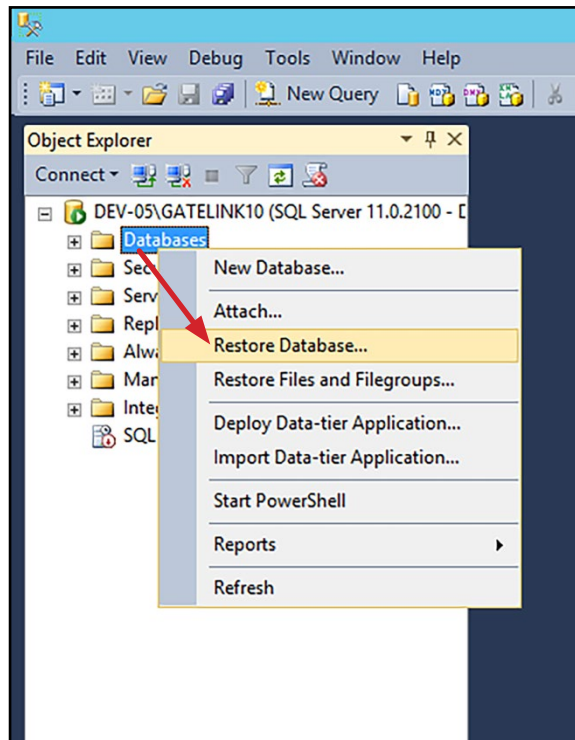 File Edit View Debug Tools Window Help
New Query
Object Explorer
Connect
DEV-05\GATELINK10 (SQL Server 11.0.2100 -
Databases
New Database...
Attach...
Restore Database...
Restore Files and Filegroups...
Deploy Data-tier Application...
Import Data-tier Application...
Start PowerShell
Reports
Refresh
SQL